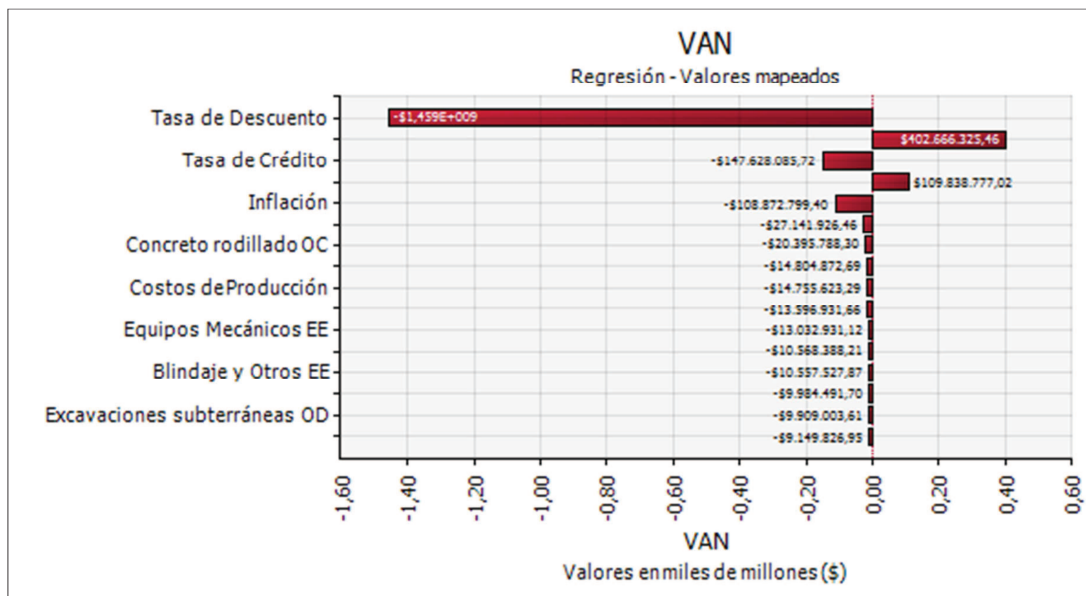 VAN
Regresión - Valores mapeados
Tasa de Descuento
-$1,459E+009
$402.666.325,46
Tasa de Crédito
-$147.628.085,72
$109.838.777,02
Inflación
-$108.872.799,40
-$27.141.926,46
Concreto rodillado OC
-$20.395.788,30
-$14.804.872,69
Costos deProducción
-$14.755.623,29
-$13.596.931,66
Equipos Mecánicos EE
-$13.032.931,12
-$10.568.388,21
Blindaje y Otros EE
-$10.557.527,87
-$9.984.491,70
Excavaciones subterráneas OD
-$9.909.003,61
-$9.149.826,95
-1,60
-1,40
-1,20
-1,00
-0,80
-0,60
-0,40
-0,20
0,00
0,20
0,40
0,60
VAN
Valores en miles de millones ($)